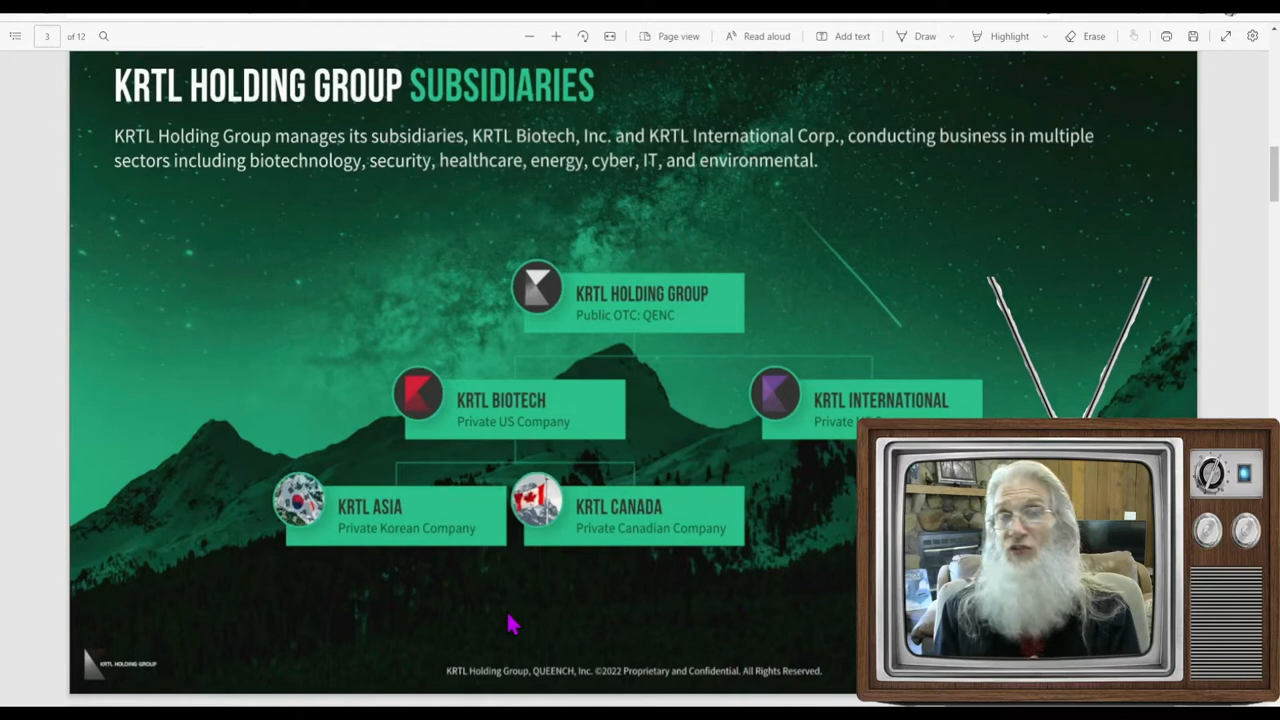 3
of 12
Page view
Read aloud
Add text
Draw
Highlight
Erase
KRTL HOLDING GROUP SUBSIDIARIES
KRTL Holding Group manages its subsidiaries, KRTL Biotech, Inc. and KRTL International Corp., conducting business in multiple
sectors including biotechnology, security, healthcare, energy, cyber, IT, and environmental.
KRTL HOLDING GROUP
Public OTC: QENC
KRTL BIOTECH
Private US Company
KRTL INTERNATIONAL
Private
KRTL ASIA
Private Korean Company
KRTL CANADA
Private Canadian Company
KRTL HOLDING GROUP
KRTL Holding Group, QUEENCH, Inc. ©2022 Proprietary and Confidential. All Rights Reserved.